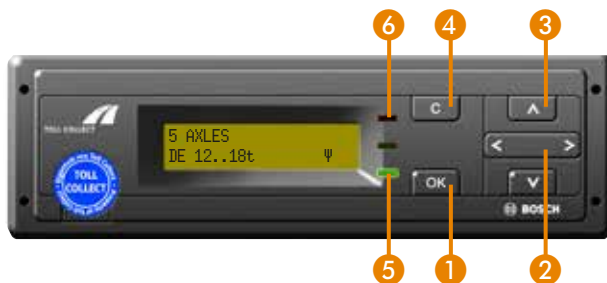 6
4
3
TOLL COLLECT
5 AXLES
DE 12..18t Ψ
C
TOLL
COLLECT
OK
BOSCH
5
1
2